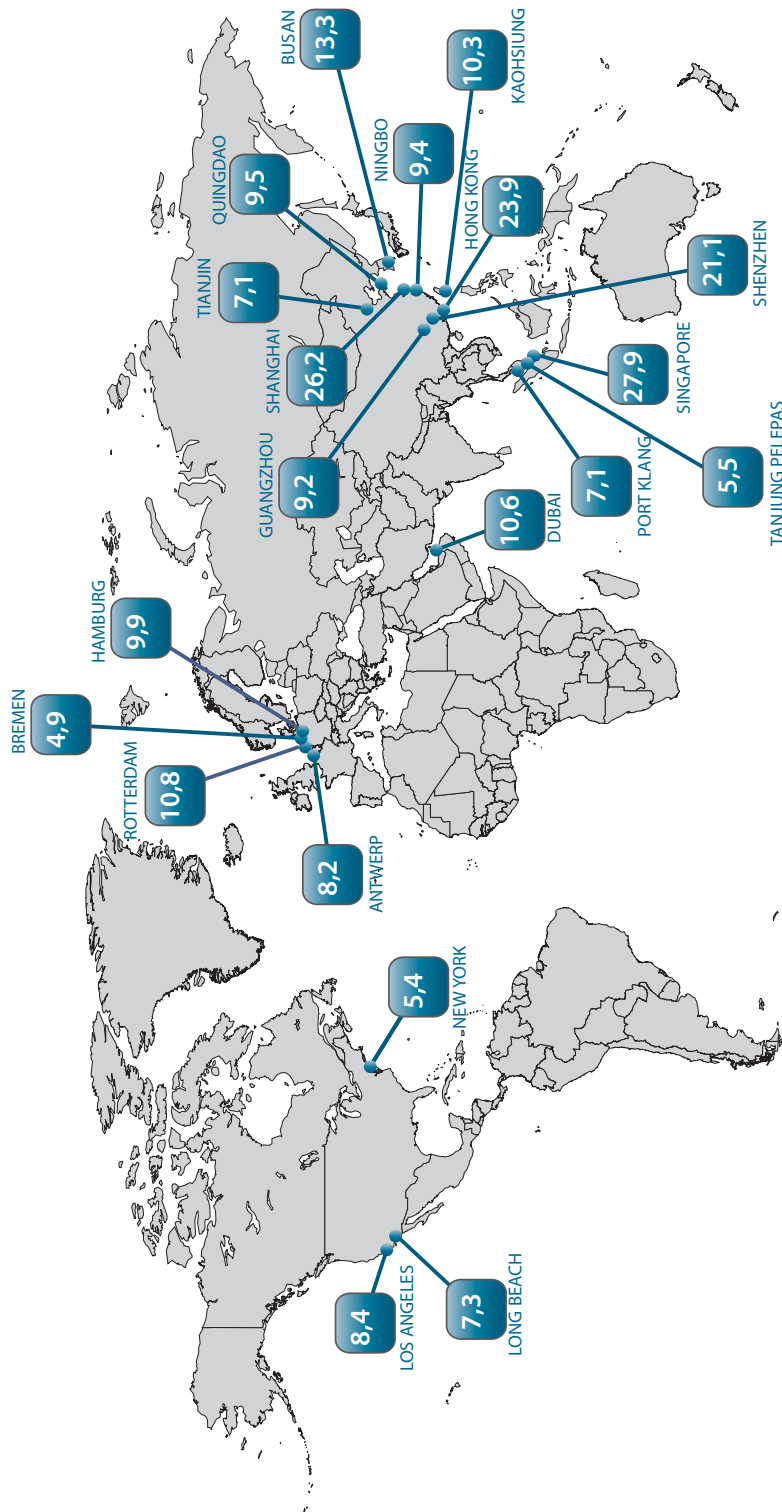 BREMEN
4,9
HAMBURG
9,9
ROTTERDAM
10,8
ANTWERP
8,2
LOS ANGELES
8,4
LONG BEACH
7,3
NEW YORK
5,4
BUSAN
13,3
QUINGDAO
9,5
TIANJIN
7,1
SHANGHAI
26,2
GUANGZHOU
9,2
NINGBO
9,4
10,3
KAOHSIUNG
HONG KONG
23,9
21,1
SHENZHEN
27,9
SINGAPORE
5,5
TANJUNG PELEPAS
7,1
PORT KLANG
10,6
DUBAI